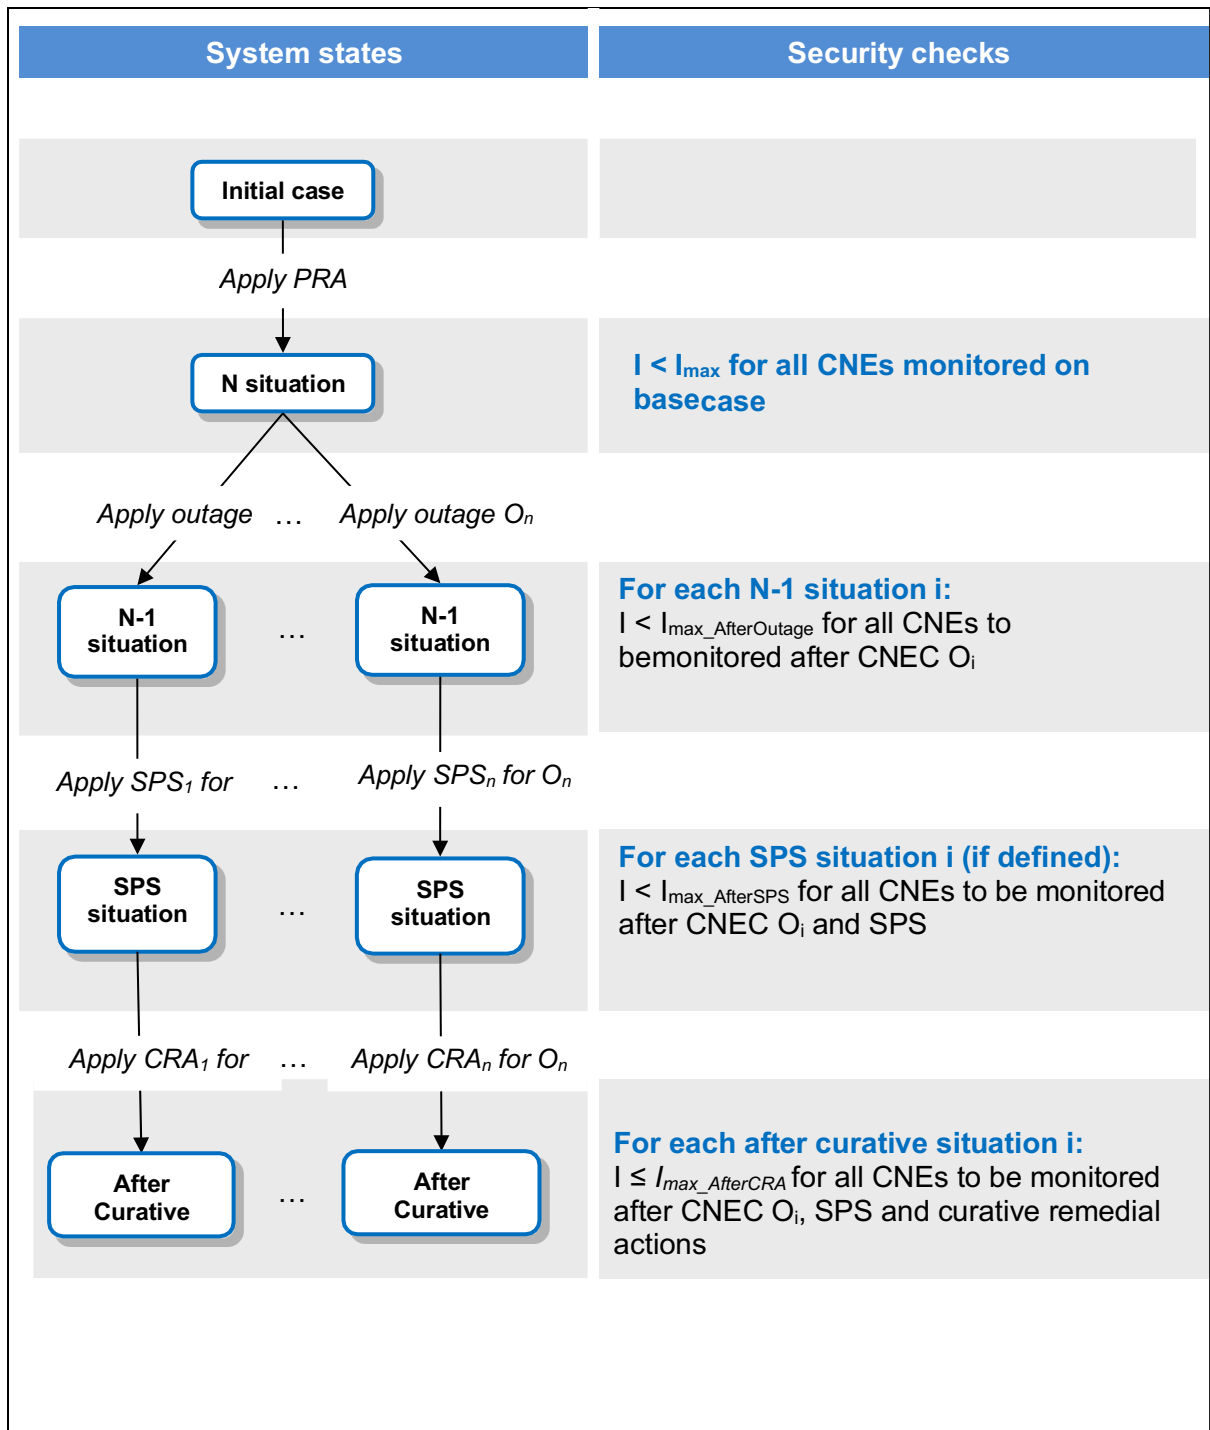 System states
Security checks
Initial case
Apply PRA
N situation
I < Imax for all CNEs monitored on
basecase
Apply outage … Apply outage On
N-1
situation
…
N-1
situation
For each N-1 situation i:
I < Imax_AfterOutage for all CNEs to
bemonitored after CNEC Oi
Apply SPS1 for … Apply SPSn for On
SPS
situation
…
SPS
situation
For each SPS situation i (if defined):
I < Imax_AfterSPS for all CNEs to be monitored
after CNEC Oi and SPS
Apply CRA1 for … Apply CRAn for On
After
Curative
…
After
Curative
For each after curative situation i:
I ≤ Imax_AfterCRA for all CNEs to be monitored
after CNEC Oi, SPS and curative remedial
actions